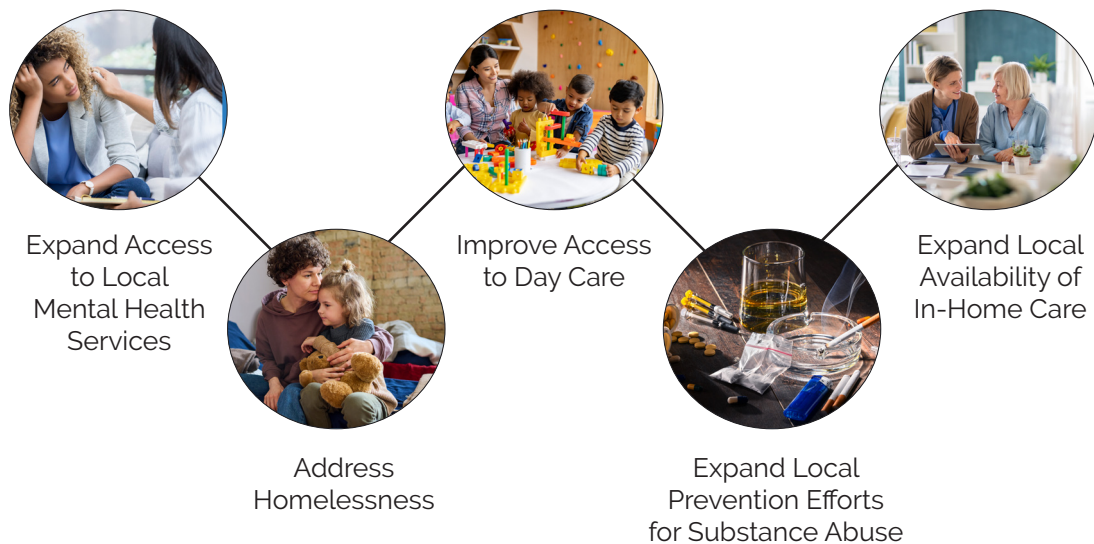 Expand Access
to Local
Mental Health
Services
Address
Homelessness
Improve Access
to Day Care
Expand Local
Prevention Efforts
for Substance Abuse
Expand Local
Availability of
In-Home Care